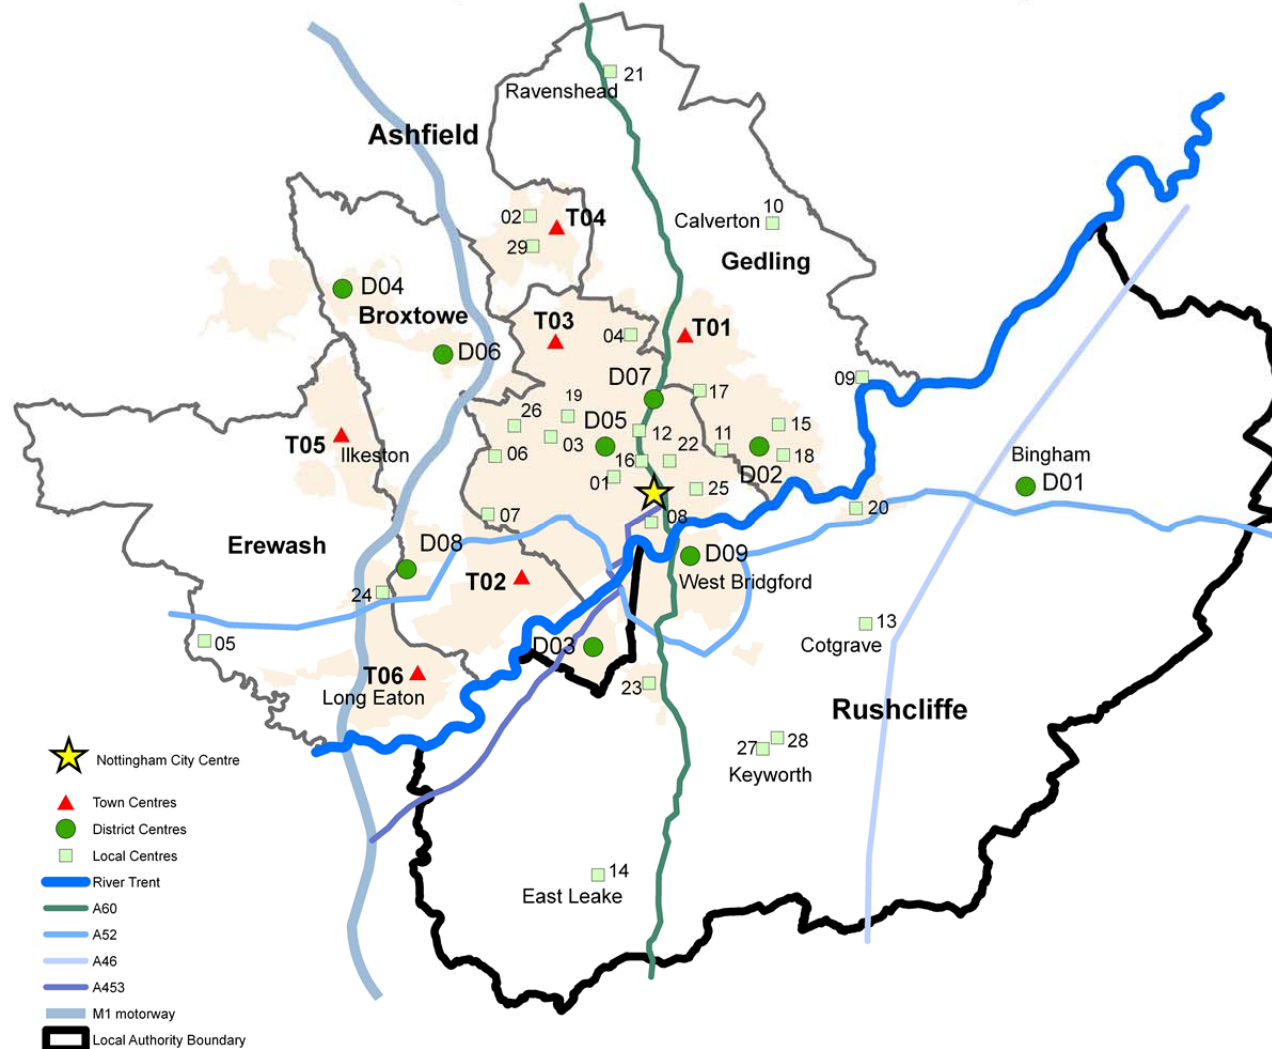 21
Ravenshead
Ashfield
02
T04
29
10
Calverton
Gedling
D04
Broxtowe
T03
T01
04
D06
D07
09
17
19
26
D05
12
15
03
22
11
T05
Ilkeston
06
16
18
D02
Bingham
D01
01
25
20
07
08
Erewash
D08
D09
T02
West Bridgford
24
13
05
D03
Cotgrave
T06
Long Eaton
23
Rushcliffe
27
28
Keyworth
14
East Leake
Nottingham City Centre
Town Centres
District Centres
Local Centres
River Trent
A60
A52
A46
A453
M1 motorway
Local Authority Boundary